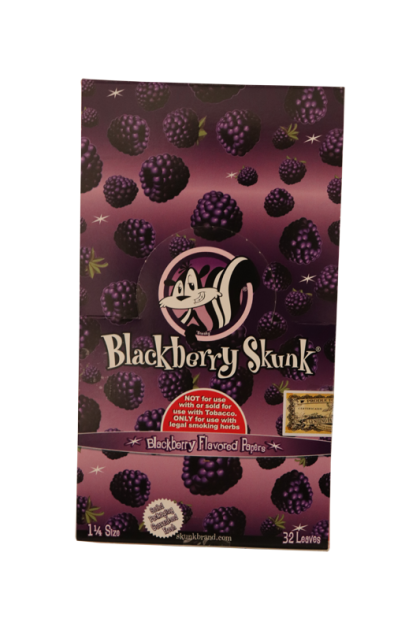 Blackberry Skunk®
NOT for use
with or sold for
use with Tobacco.
ONLY for use with
legal smoking herbs
Blackberry Flavored Papers
1¼ Size
skunkbrand.com
32 Leaves